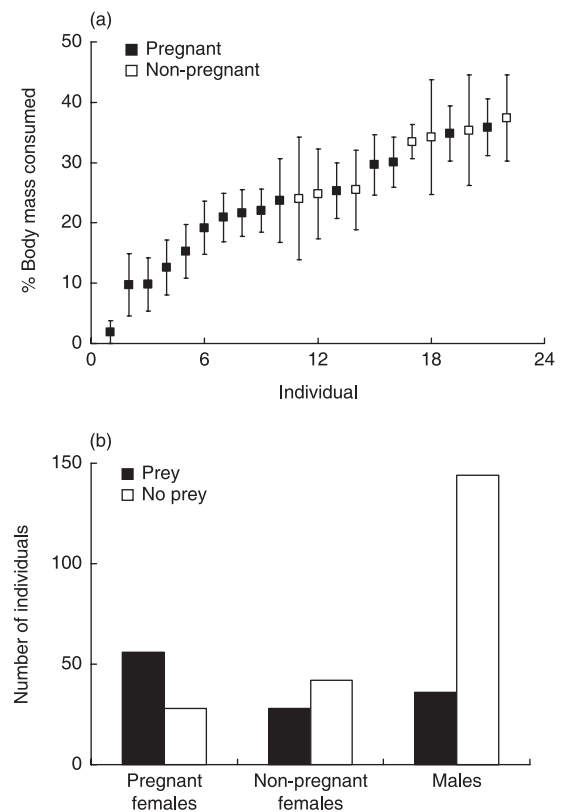 (a)
50
40
30
20
10
0
% Body mass consumed
Pregnant
Non-pregnant
0
6
12
18
24
Individual
(b)
150
100
50
0
Number of individuals
Prey
No prey
Pregnant
females
Non-pregnant
females
Males